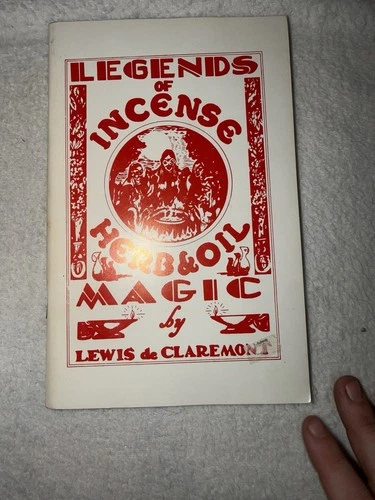 LEGENDS
OF
INCENSE
HERB & OIL
MAGIC
by
LEWIS de CLAREMONT